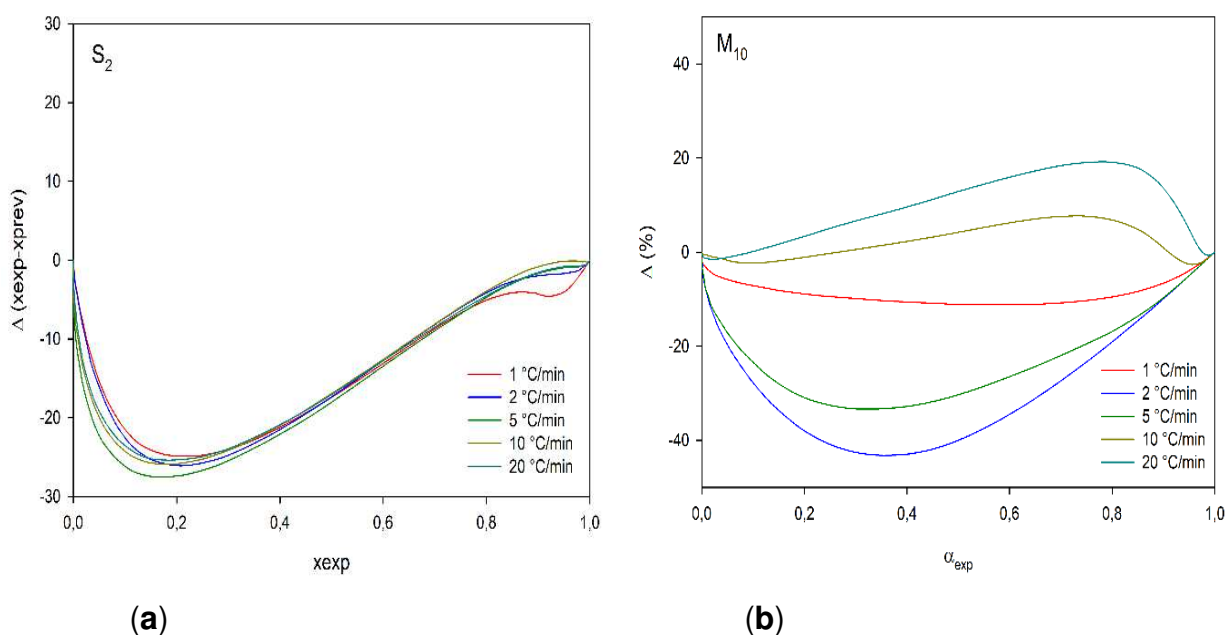 S2
Δ (xexp-xprev)
30
20
10
0
-10
-20
-30
0,0 0,2 0,4 0,6 0,8 1,0
xexp
1 °C/min
2 °C/min
5 °C/min
10 °C/min
20 °C/min
(a)
M10
Δ (%)
40
20
0
-20
-40
0,0 0,2 0,4 0,6 0,8 1,0
αexp
1 °C/min
2 °C/min
5 °C/min
10 °C/min
20 °C/min
(b)